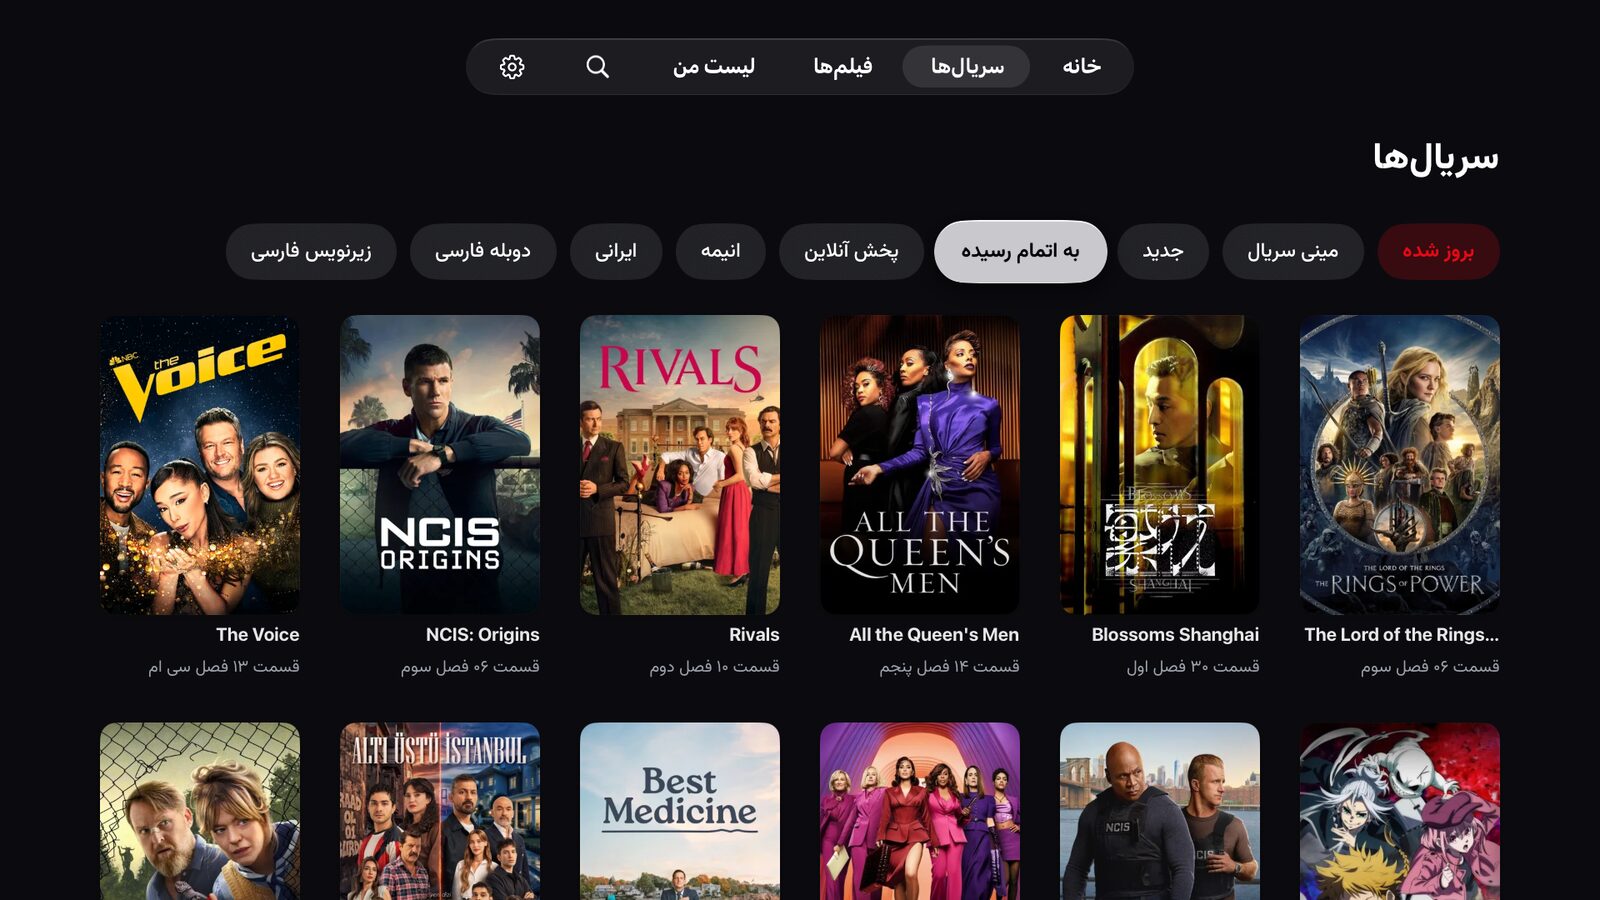 خانه
سریال‌ها
فیلم‌ها
لیست من
سریال‌ها
بروز شده
مینی سریال
جدید
به اتمام رسیده
پخش آنلاین
انیمه
ایرانی
دوبله فارسی
زیرنویس فارسی
THE LORD OF THE RINGS
THE RINGS OF POWER
BLOSSOMS
SHANGHAI
ALL THE
QUEEN'S
MEN
RIVALS
NCIS
ORIGINS
NBC
the
Voice
The Lord of the Rings...
Blossoms Shanghai
All the Queen's Men
Rivals
NCIS: Origins
The Voice
قسمت ۰۶ فصل سوم
قسمت ۳۰ فصل اول
قسمت ۱۴ فصل پنجم
قسمت ۱۰ فصل دوم
قسمت ۰۶ فصل سوم
قسمت ۱۳ فصل سی ام
NCIS
Best
Medicine
ALTI ÜSTÜ İSTANBUL